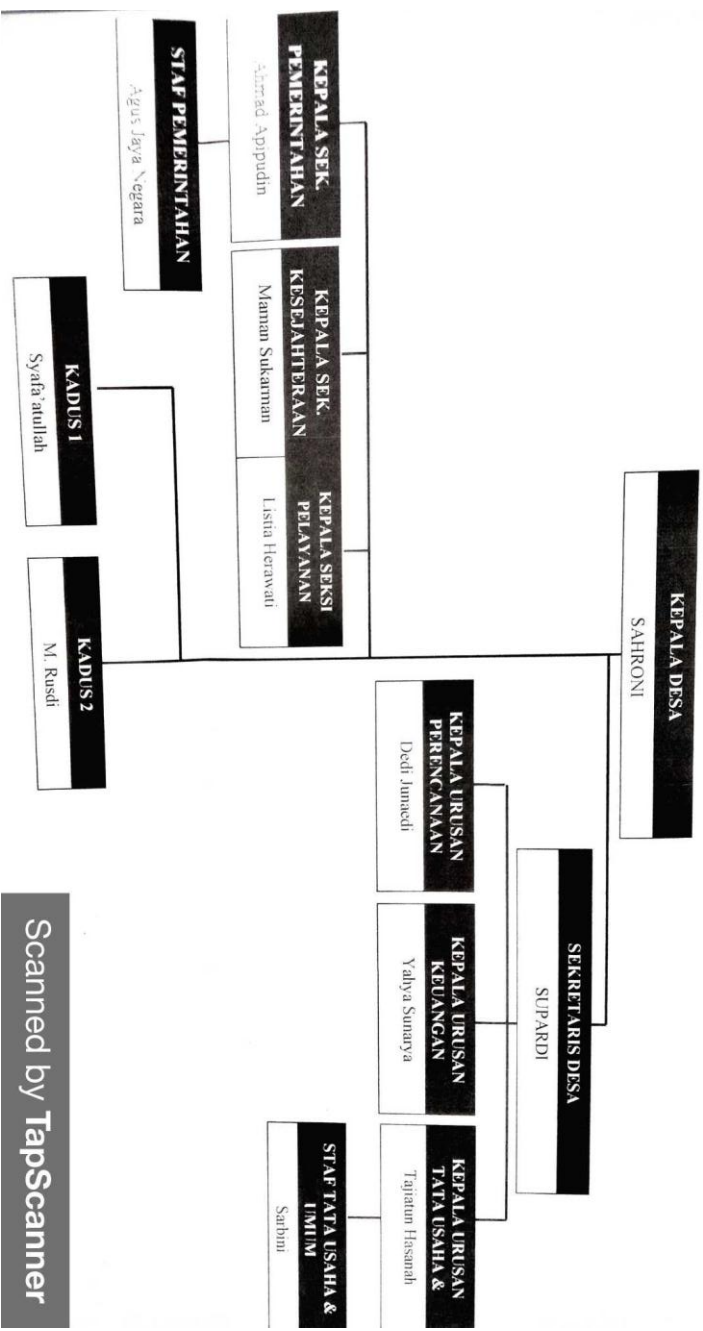 KEPALA DESA
SAHRONI
SEKRETARIS DESA
SUPARDI
KEPALA URUSAN
PERENCANAAN
Dedi Junaedi
KEPALA URUSAN
KEUANGAN
Yahya Sunarya
KEPALA URUSAN
TATA USAHA &
Tajiatun Hasanah
STAF TATA USAHA &
UMUM
Sarbini
KEPALA SEK.
PEMERINTAHAN
Ahmad Apipudin
KEPALA SEK.
KESEJAHTERAAN
Maman Sukarman
KEPALA SEKSI
PELAYANAN
Listia Herawati
STAF PEMERINTAHAN
Agus Jaya Negara
KADUS 1
Syafa'atullah
KADUS 2
M. Rusdi
Scanned by TapScanner